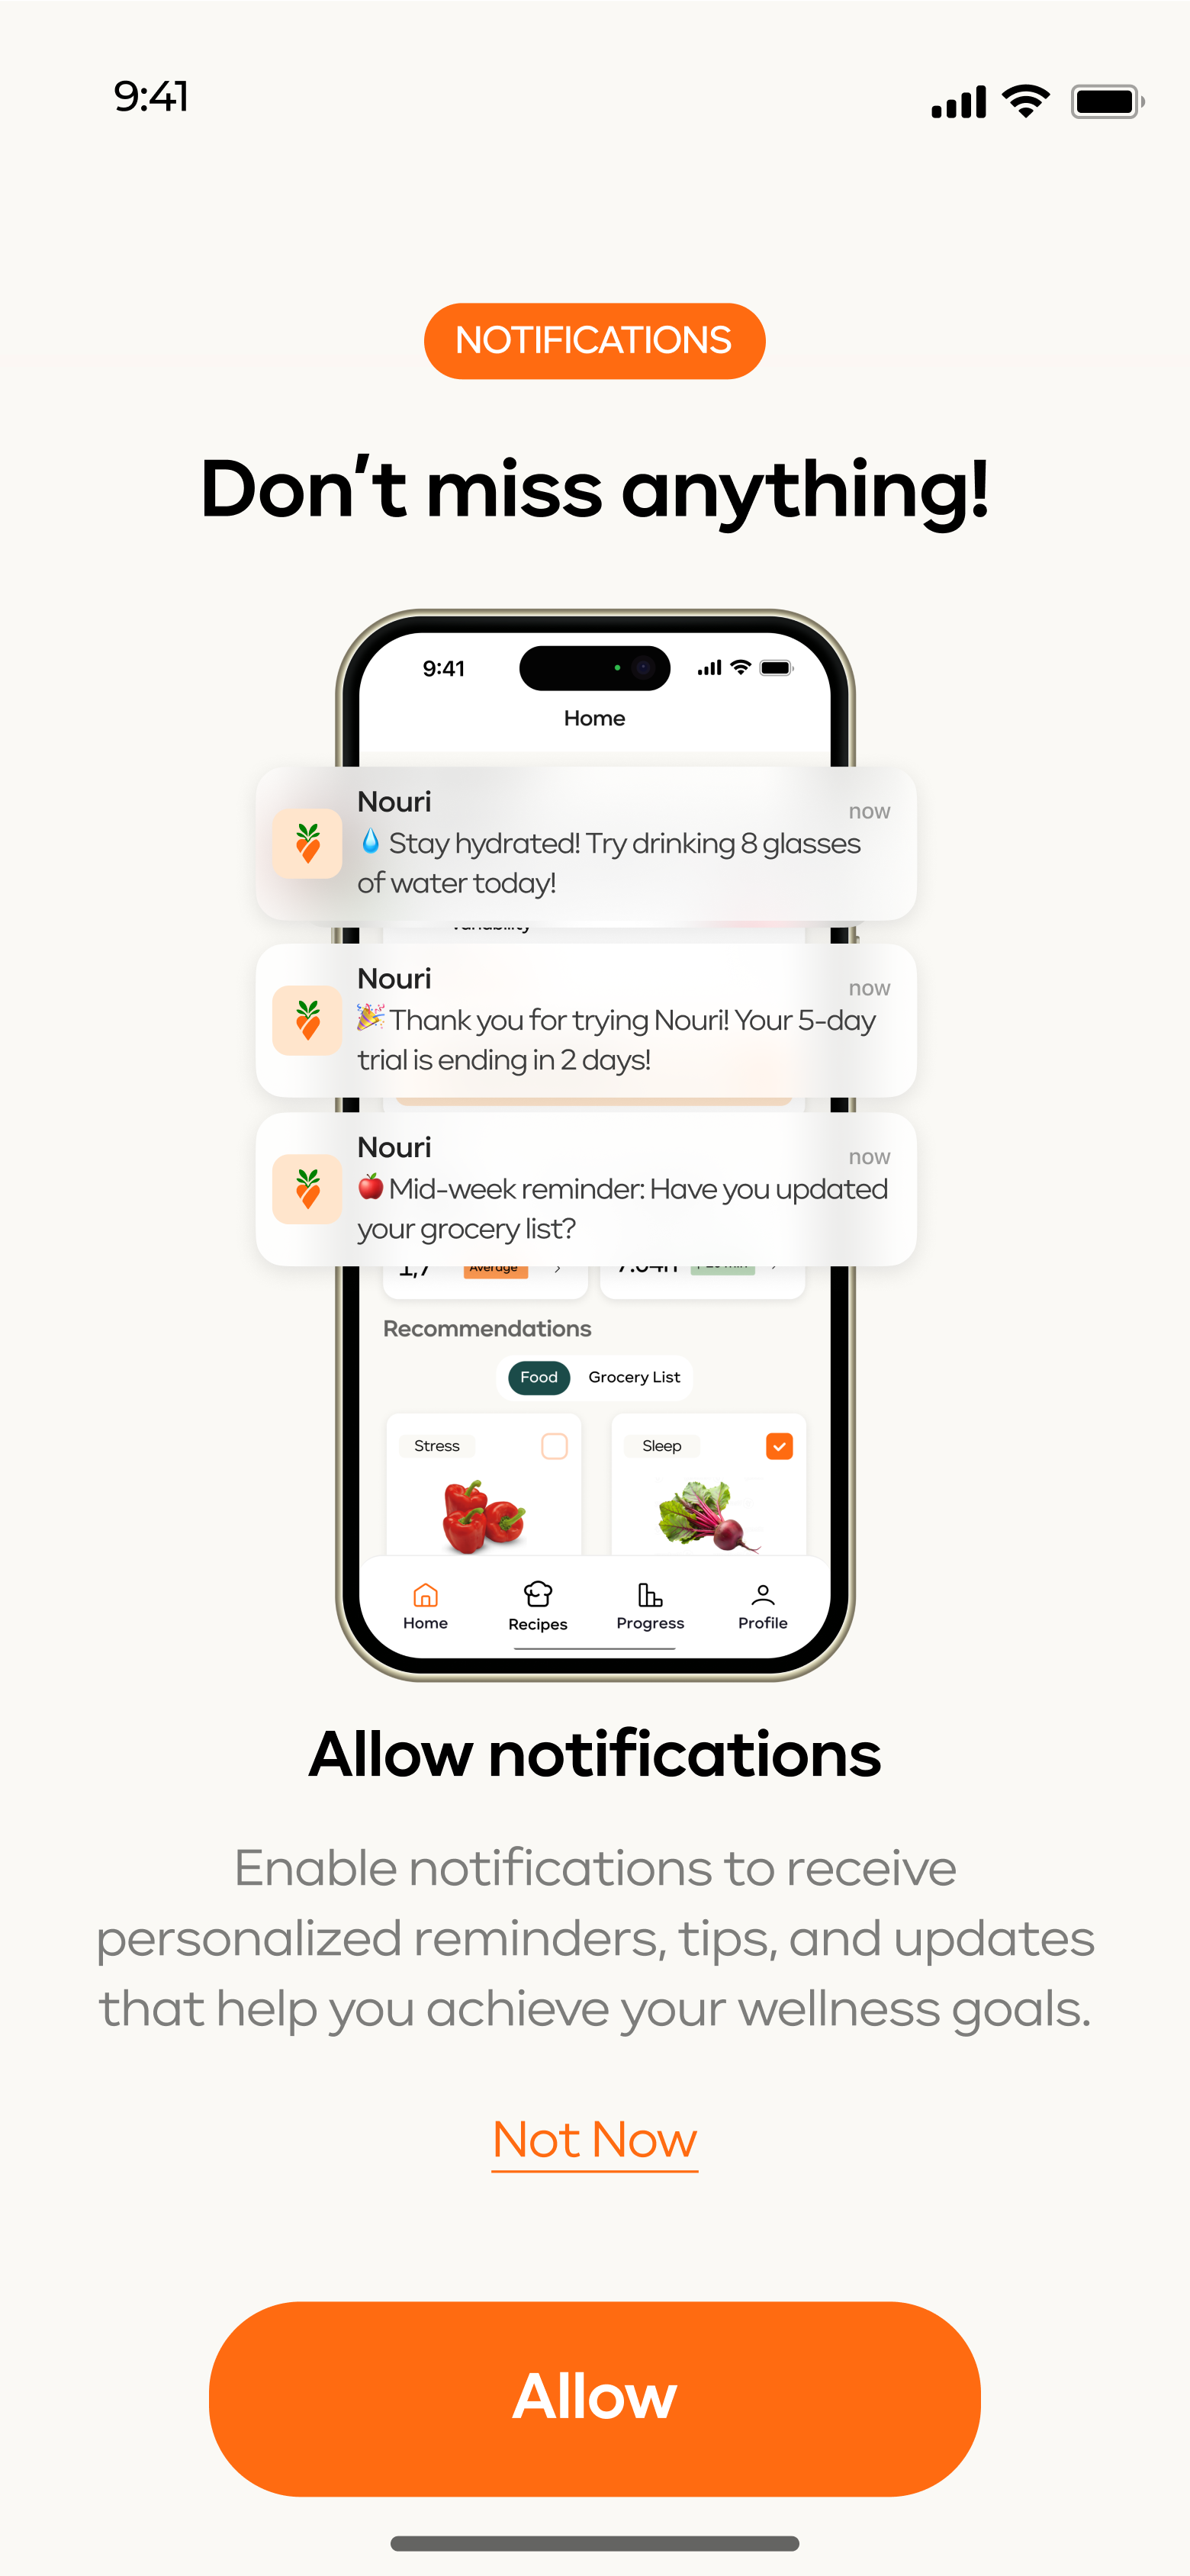 9:41
NOTIFICATIONS
Don't miss anything!
9:41
Home
Nouri
now
💧 Stay hydrated! Try drinking 8 glasses
of water today!
Variability
Nouri
now
🎉 Thank you for trying Nouri! Your 5-day
trial is ending in 2 days!
Nouri
now
🍎 Mid-week reminder: Have you updated
your grocery list?
Average
Recommendations
Food
Grocery List
Stress
Sleep
Home
Recipes
Progress
Profile
Allow notifications
Enable notifications to receive
personalized reminders, tips, and updates
that help you achieve your wellness goals.
Not Now
Allow